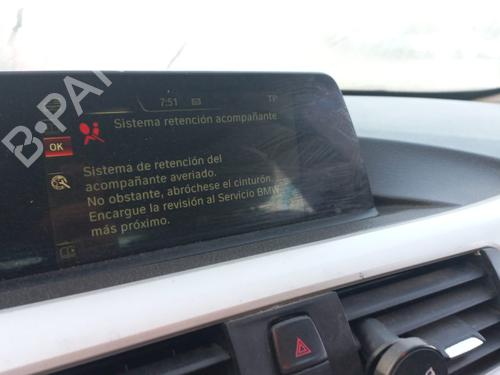 7:51 TP
Sistema retención acompañante
OK
Sistema de retención del
acompañante averiado.
No obstante, abróchese el cinturón.
Encargue la revisión al Servicio BMW
más próximo.
B-PARTS